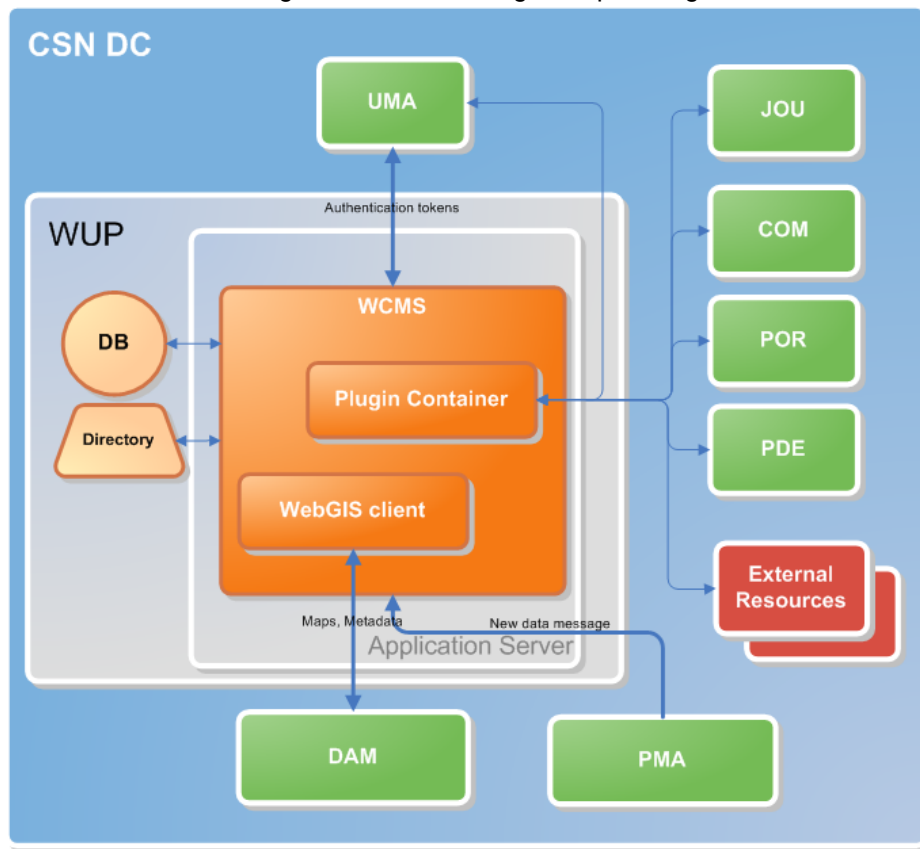 CSN DC
UMA
JOU
Authentication tokens
WUP
COM
WCMS
DB
POR
Plugin Container
Directory
PDE
WebGIS client
External
Resources
Maps, Metadata
New data message
Application Server
DAM
PMA